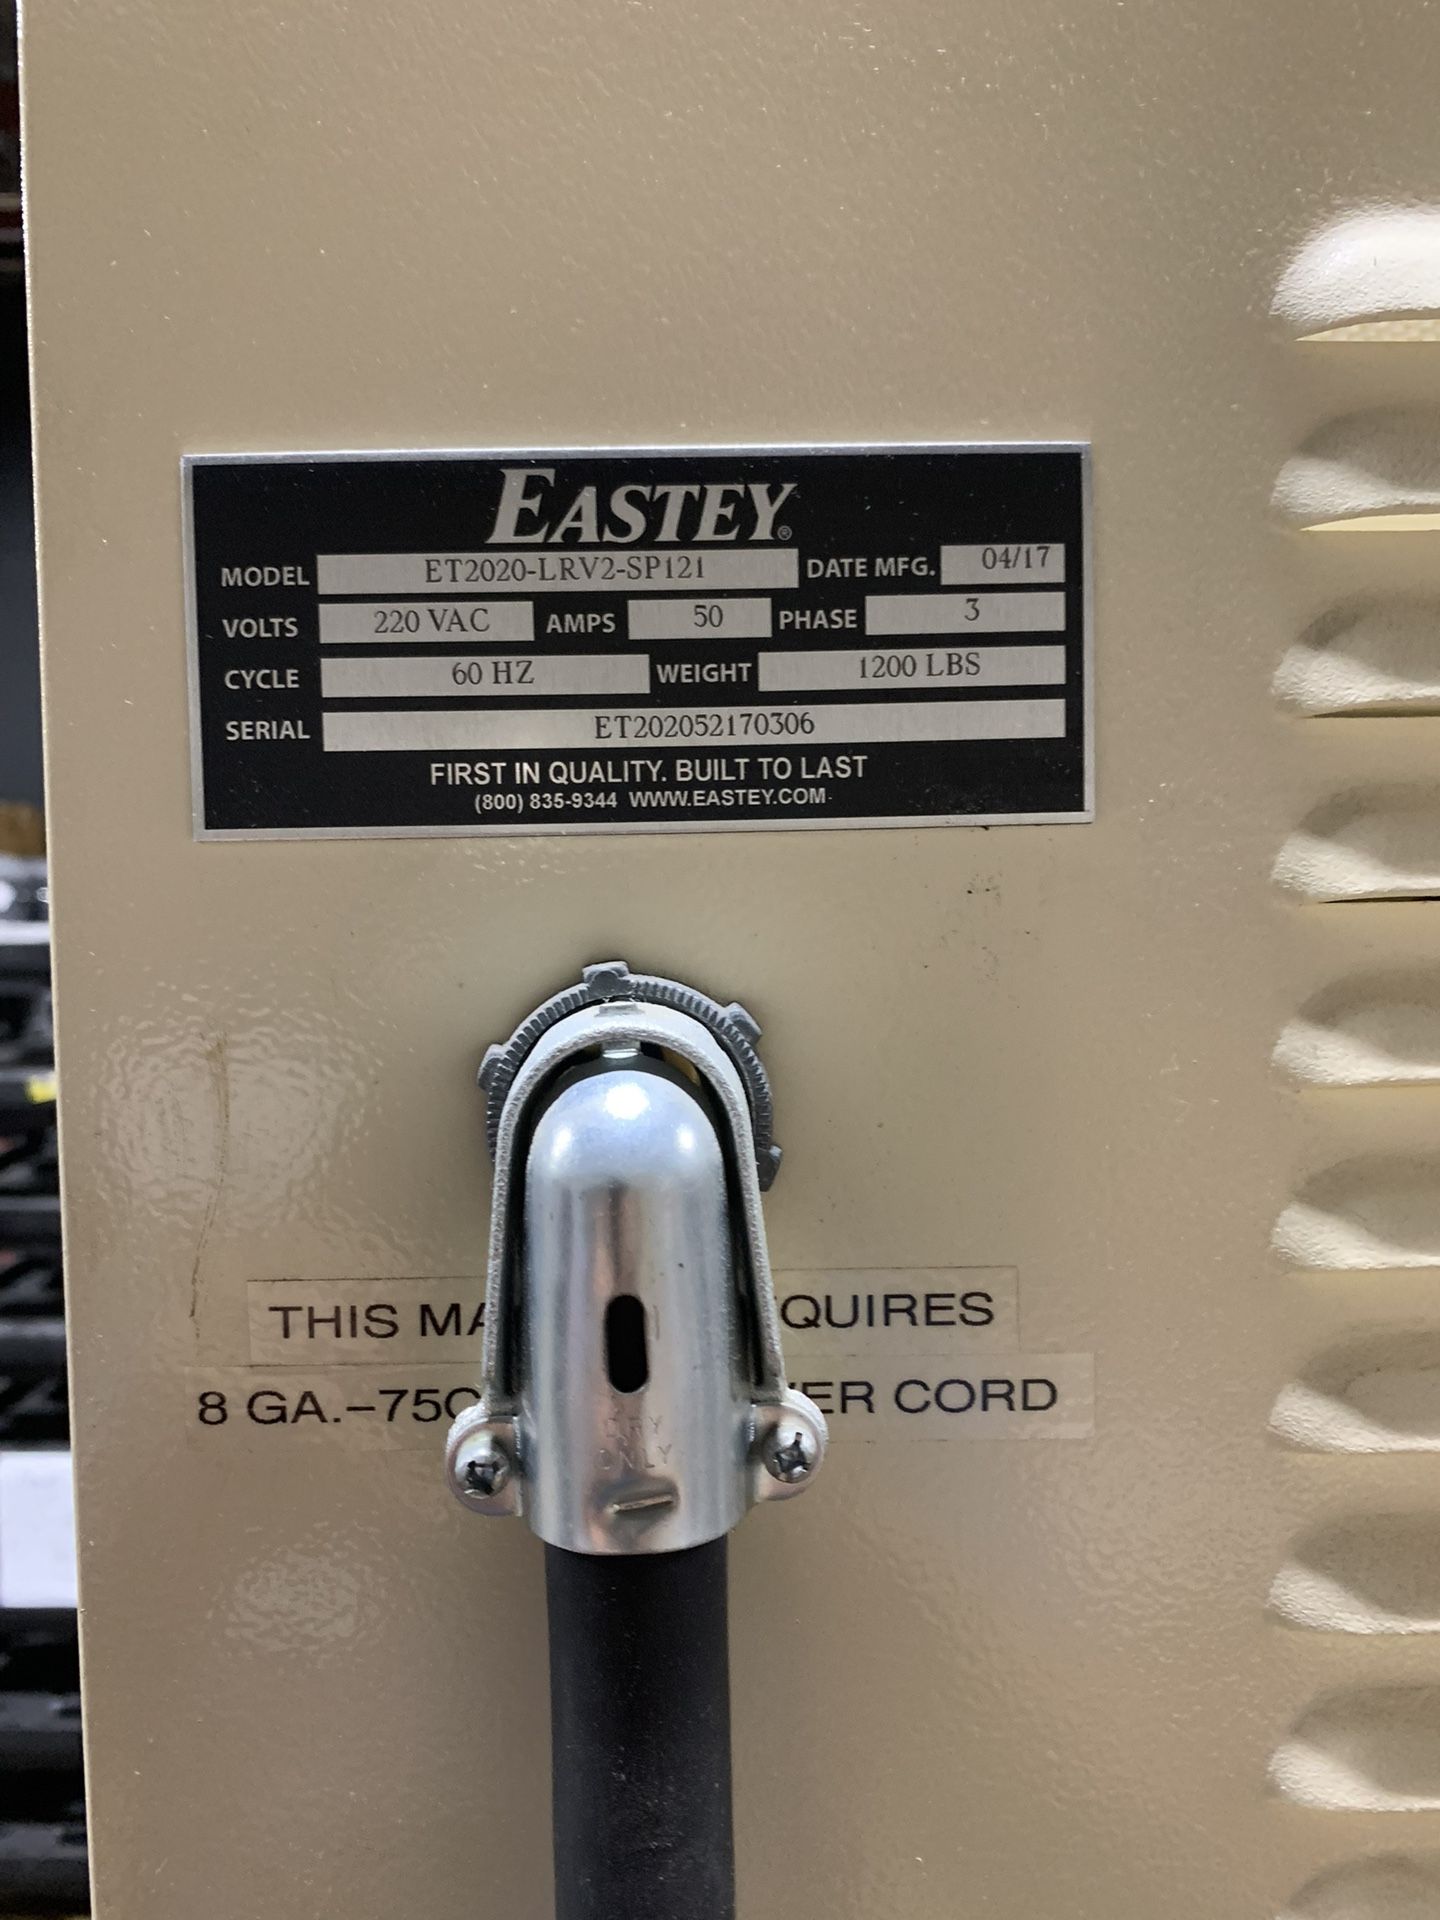 EASTEY®
MODEL ET2020-LRV2-SP121 DATE MFG. 04/17
VOLTS 220 VAC AMPS 50 PHASE 3
CYCLE 60 HZ WEIGHT 1200 LBS
SERIAL ET202052170306
FIRST IN QUALITY. BUILT TO LAST
(800) 835-9344 WWW.EASTEY.COM
THIS
8 GA.-75 CORD
DRY
ONLY